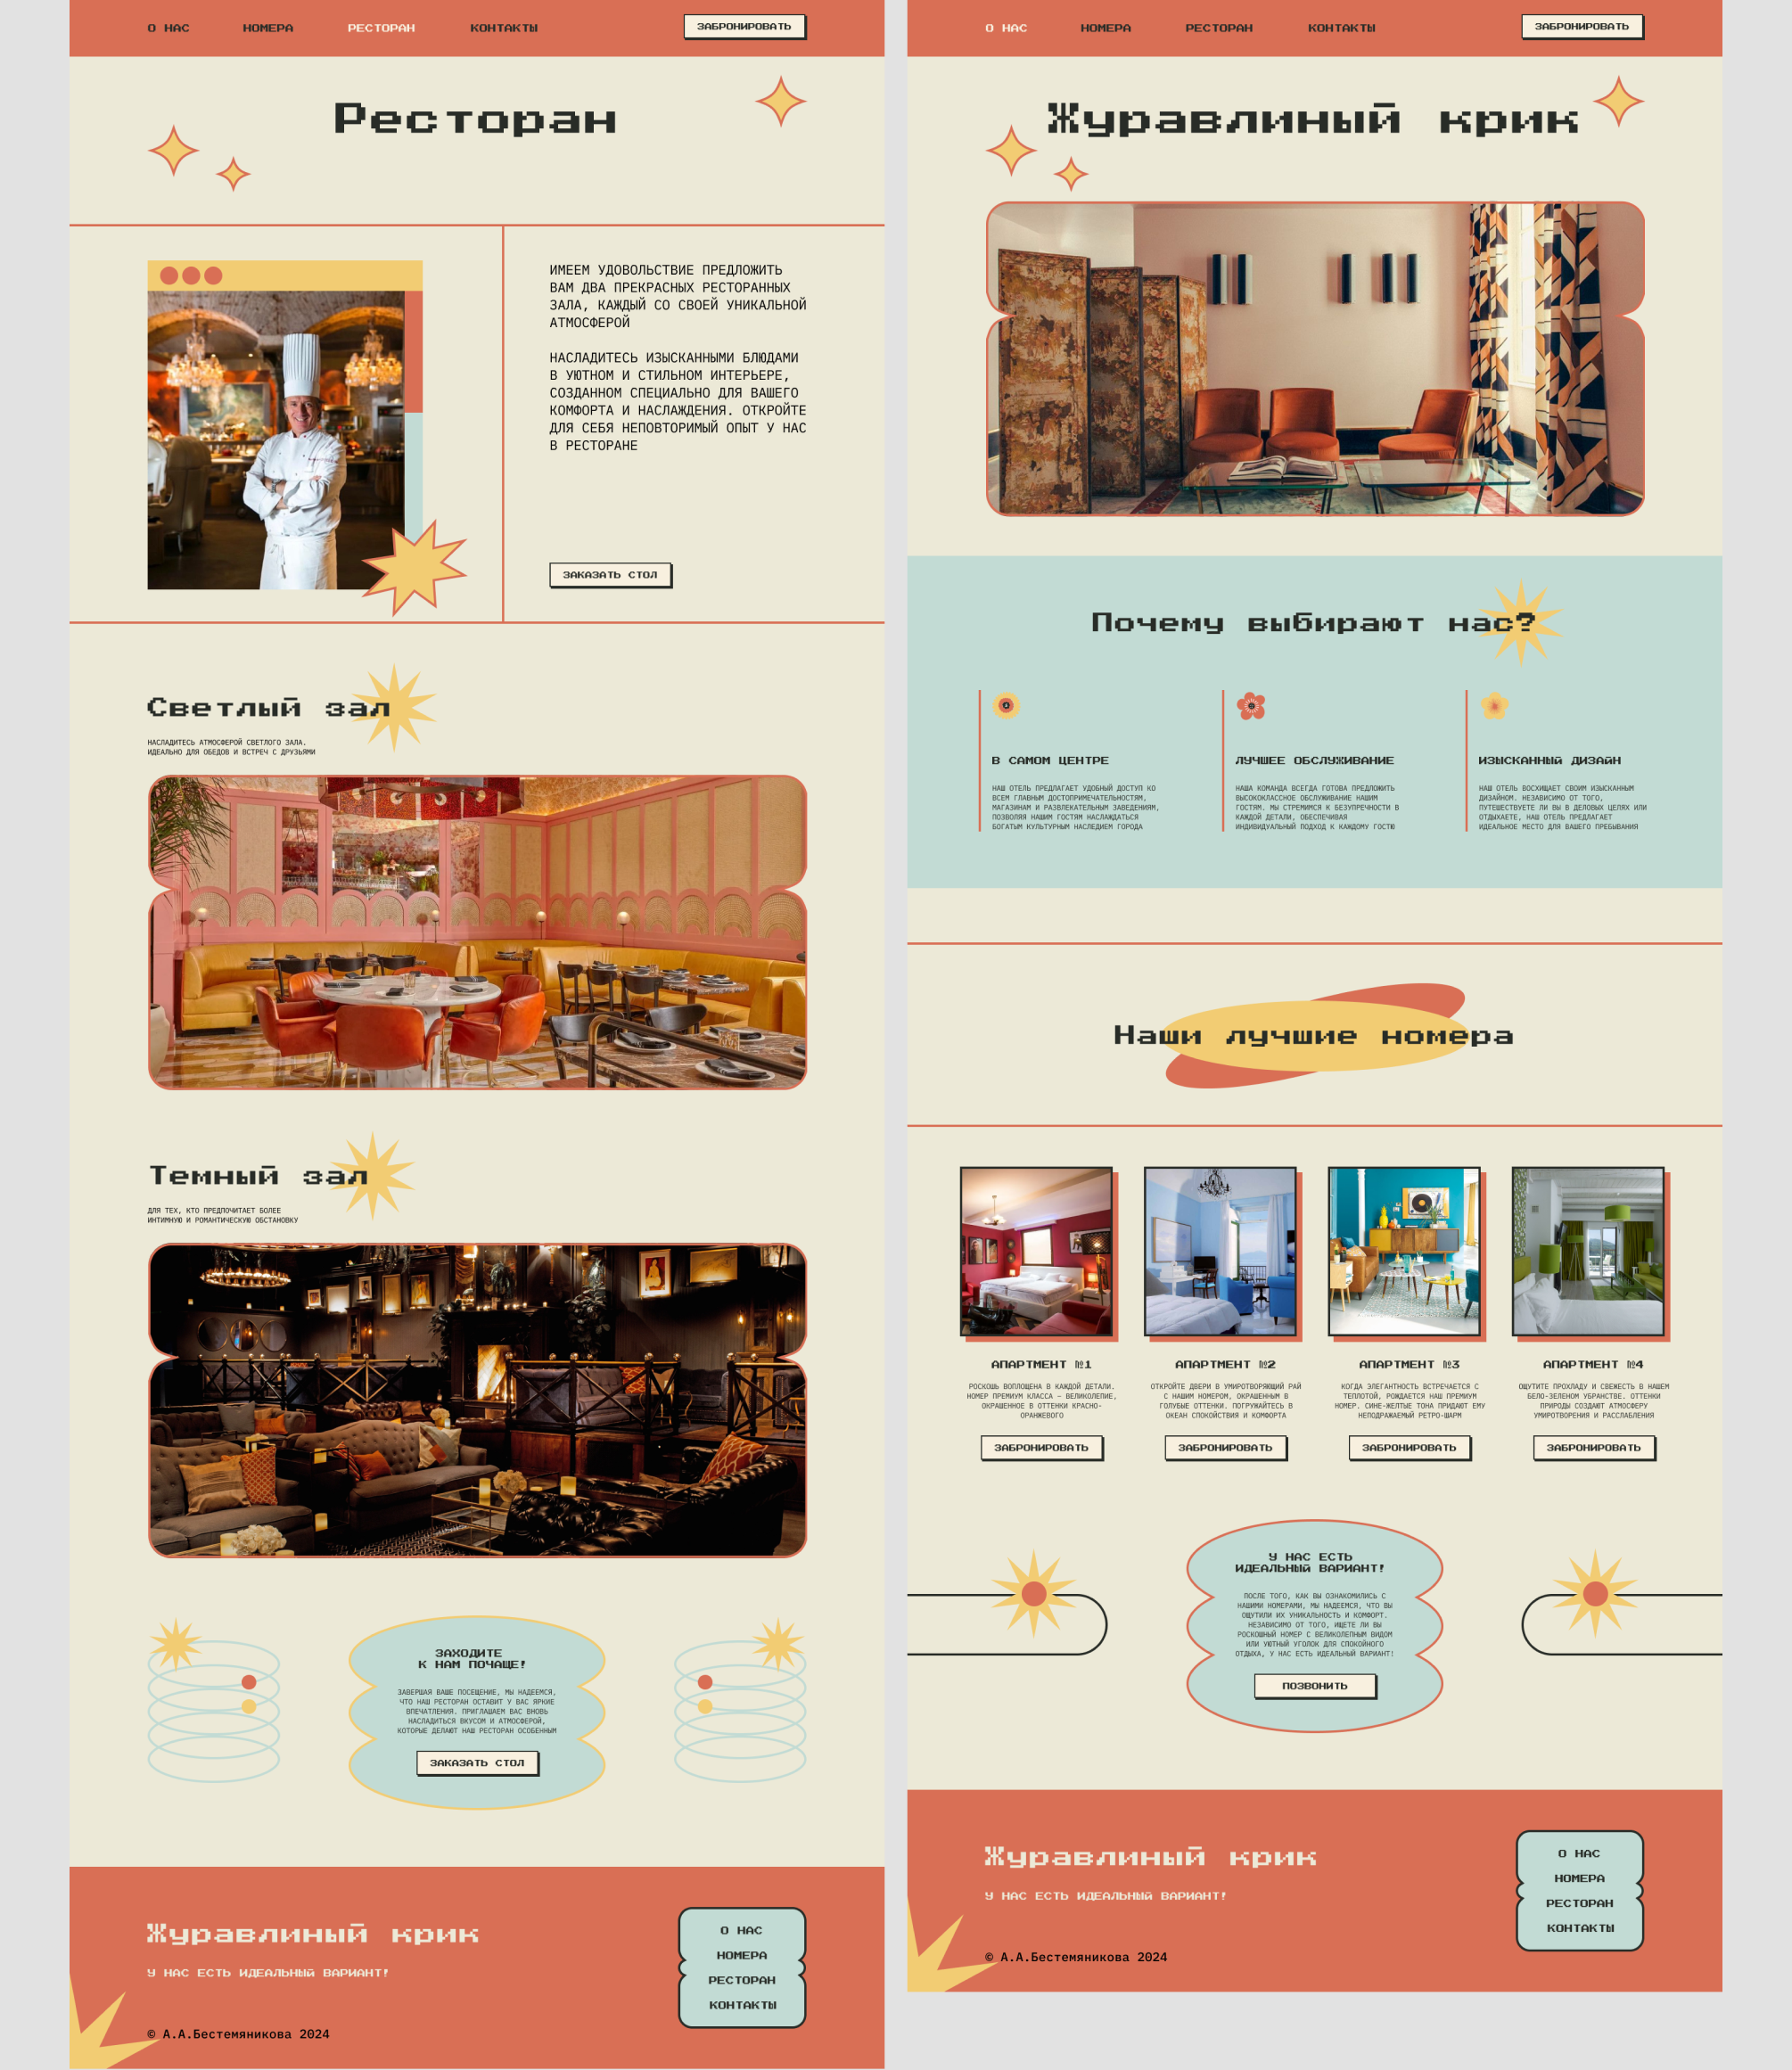 О НАС НОМЕРА РЕСТОРАН КОНТАКТЫ ЗАБРОНИРОВАТЬ
Ресторан
ИМЕЕМ УДОВОЛЬСТВИЕ ПРЕДЛОЖИТЬ
ВАМ ДВА ПРЕКРАСНЫХ РЕСТОРАННЫХ
ЗАЛА, КАЖДЫЙ СО СВОЕЙ УНИКАЛЬНОЙ
АТМОСФЕРОЙ
НАСЛАДИТЕСЬ ИЗЫСКАННЫМИ БЛЮДАМИ
В УЮТНОМ И СТИЛЬНОМ ИНТЕРЬЕРЕ,
СОЗДАННОМ СПЕЦИАЛЬНО ДЛЯ ВАШЕГО
КОМФОРТА И НАСЛАЖДЕНИЯ. ОТКРОЙТЕ
ДЛЯ СЕБЯ НЕПОВТОРИМЫЙ ОПЫТ У НАС
В РЕСТОРАНЕ
ЗАКАЗАТЬ СТОЛ
Светлый зал
НАСЛАДИТЕСЬ АТМОСФЕРОЙ СВЕТЛОГО ЗАЛА.
ИДЕАЛЬНО ДЛЯ ОБЕДОВ И ВСТРЕЧ С ДРУЗЬЯМИ
Темный зал
ДЛЯ ТЕХ, КТО ПРЕДПОЧИТАЕТ БОЛЕЕ
ИНТИМНУЮ И РОМАНТИЧЕСКУЮ ОБСТАНОВКУ
ЗАХОДИТЕ
К НАМ ПОЧАЩЕ!
ЗАВЕРШАЯ ВАШЕ ПОСЕЩЕНИЕ, МЫ НАДЕЕМСЯ,
ЧТО НАШ РЕСТОРАН ОСТАВИТ У ВАС ЯРКИЕ
ВПЕЧАТЛЕНИЯ. ПРИГЛАШАЕМ ВАС ВНОВЬ
НАСЛАДИТЬСЯ ВКУСОМ И АТМОСФЕРОЙ,
КОТОРЫЕ ДЕЛАЮТ НАШ РЕСТОРАН ОСОБЕННЫМ
ЗАКАЗАТЬ СТОЛ
Журавлиный крик
У НАС ЕСТЬ ИДЕАЛЬНЫЙ ВАРИАНТ!
© А.А.Бестемяникова 2024
О НАС
НОМЕРА
РЕСТОРАН
КОНТАКТЫ
О НАС НОМЕРА РЕСТОРАН КОНТАКТЫ ЗАБРОНИРОВАТЬ
Журавлиный крик
Почему выбирают нас?
В САМОМ ЦЕНТРЕ
НАШ ОТЕЛЬ ПРЕДЛАГАЕТ УДОБНЫЙ ДОСТУП КО
ВСЕМ ГЛАВНЫМ ДОСТОПРИМЕЧАТЕЛЬНОСТЯМ,
МАГАЗИНАМ И РАЗВЛЕКАТЕЛЬНЫМ ЗАВЕДЕНИЯМ,
ПОЗВОЛЯЯ НАШИМ ГОСТЯМ НАСЛАЖДАТЬСЯ
БОГАТЫМ КУЛЬТУРНЫМ НАСЛЕДИЕМ ГОРОДА
ЛУЧШЕЕ ОБСЛУЖИВАНИЕ
НАША КОМАНДА ВСЕГДА ГОТОВА ПРЕДЛОЖИТЬ
ВЫСОКОКЛАССНОЕ ОБСЛУЖИВАНИЕ НАШИМ
ГОСТЯМ. МЫ СТРЕМИМСЯ К БЕЗУПРЕЧНОСТИ В
КАЖДОЙ ДЕТАЛИ, ОБЕСПЕЧИВАЯ
ИНДИВИДУАЛЬНЫЙ ПОДХОД К КАЖДОМУ ГОСТЮ
ИЗЫСКАННЫЙ ДИЗАЙН
НАШ ОТЕЛЬ ВОСХИЩАЕТ СВОИМ ИЗЫСКАННЫМ
ДИЗАЙНОМ. НЕЗАВИСИМО ОТ ТОГО,
ПУТЕШЕСТВУЕТЕ ЛИ ВЫ В ДЕЛОВЫХ ЦЕЛЯХ ИЛИ
ОТДЫХАЕТЕ, НАШ ОТЕЛЬ ПРЕДЛАГАЕТ
ИДЕАЛЬНОЕ МЕСТО ДЛЯ ВАШЕГО ПРЕБЫВАНИЯ
Наши лучшие номера
АПАРТМЕНТ №1
РОСКОШЬ ВОПЛОЩЕНА В КАЖДОЙ ДЕТАЛИ.
НОМЕР ПРЕМИУМ КЛАССА – ВЕЛИКОЛЕПИЕ,
ОКРАШЕННОЕ В ОТТЕНКИ КРАСНО-
ОРАНЖЕВОГО
ЗАБРОНИРОВАТЬ
АПАРТМЕНТ №2
ОТКРОЙТЕ ДВЕРИ В УМИРОТВОРЯЮЩИЙ РАЙ
С НАШИМ НОМЕРОМ, ОКРАШЕННЫМ В
ГОЛУБЫЕ ОТТЕНКИ. ПОГРУЖАЙТЕСЬ В
ОКЕАН СПОКОЙСТВИЯ И КОМФОРТА
ЗАБРОНИРОВАТЬ
АПАРТМЕНТ №3
КОГДА ЭЛЕГАНТНОСТЬ ВСТРЕЧАЕТСЯ С
ТЕПЛОТОЙ, РОЖДАЕТСЯ НАШ ПРЕМИУМ
НОМЕР. СИНЕ-ЖЕЛТЫЕ ТОНА ПРИДАЮТ ЕМУ
НЕПОДРАЖАЕМЫЙ РЕТРО-ШАРМ
ЗАБРОНИРОВАТЬ
АПАРТМЕНТ №4
ОЩУТИТЕ ПРОХЛАДУ И СВЕЖЕСТЬ В НАШЕМ
БЕЛО-ЗЕЛЕНОМ УБРАНСТВЕ. ОТТЕНКИ
ПРИРОДЫ СОЗДАЮТ АТМОСФЕРУ
УМИРОТВОРЕНИЯ И РАССЛАБЛЕНИЯ
ЗАБРОНИРОВАТЬ
У НАС ЕСТЬ
ИДЕАЛЬНЫЙ ВАРИАНТ!
ПОСЛЕ ТОГО, КАК ВЫ ОЗНАКОМИЛИСЬ С
НАШИМИ НОМЕРАМИ, МЫ НАДЕЕМСЯ, ЧТО ВЫ
ОЩУТИЛИ ИХ УНИКАЛЬНОСТЬ И КОМФОРТ.
НЕЗАВИСИМО ОТ ТОГО, ИЩЕТЕ ЛИ ВЫ
РОСКОШНЫЙ НОМЕР С ВЕЛИКОЛЕПНЫМ ВИДОМ
ИЛИ УЮТНЫЙ УГОЛОК ДЛЯ СПОКОЙНОГО
ОТДЫХА, У НАС ЕСТЬ ИДЕАЛЬНЫЙ ВАРИАНТ!
ПОЗВОНИТЬ
Журавлиный крик
У НАС ЕСТЬ ИДЕАЛЬНЫЙ ВАРИАНТ!
© А.А.Бестемяникова 2024
О НАС
НОМЕРА
РЕСТОРАН
КОНТАКТЫ